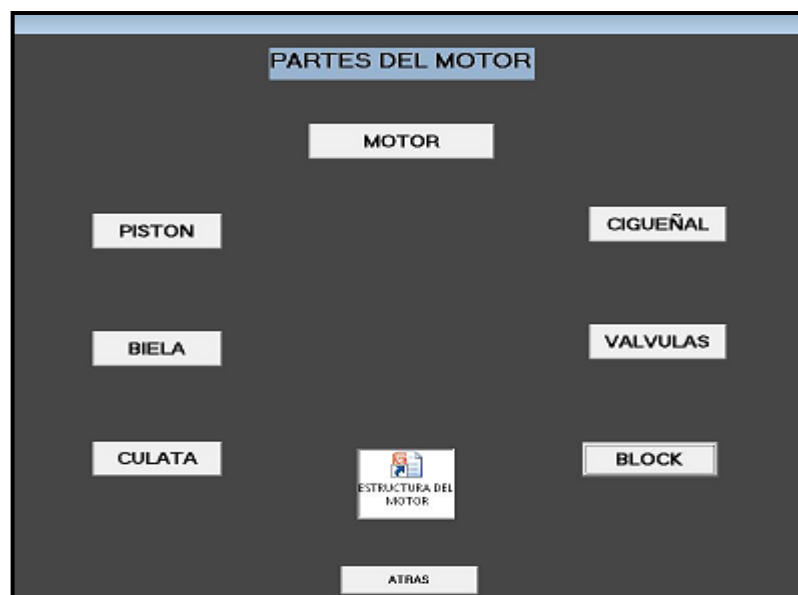 PARTES DEL MOTOR
MOTOR
PISTON
CIGUEÑAL
BIELA
VALVULAS
CULATA
BLOCK
ESTRUCTURA DEL
MOTOR
ATRAS